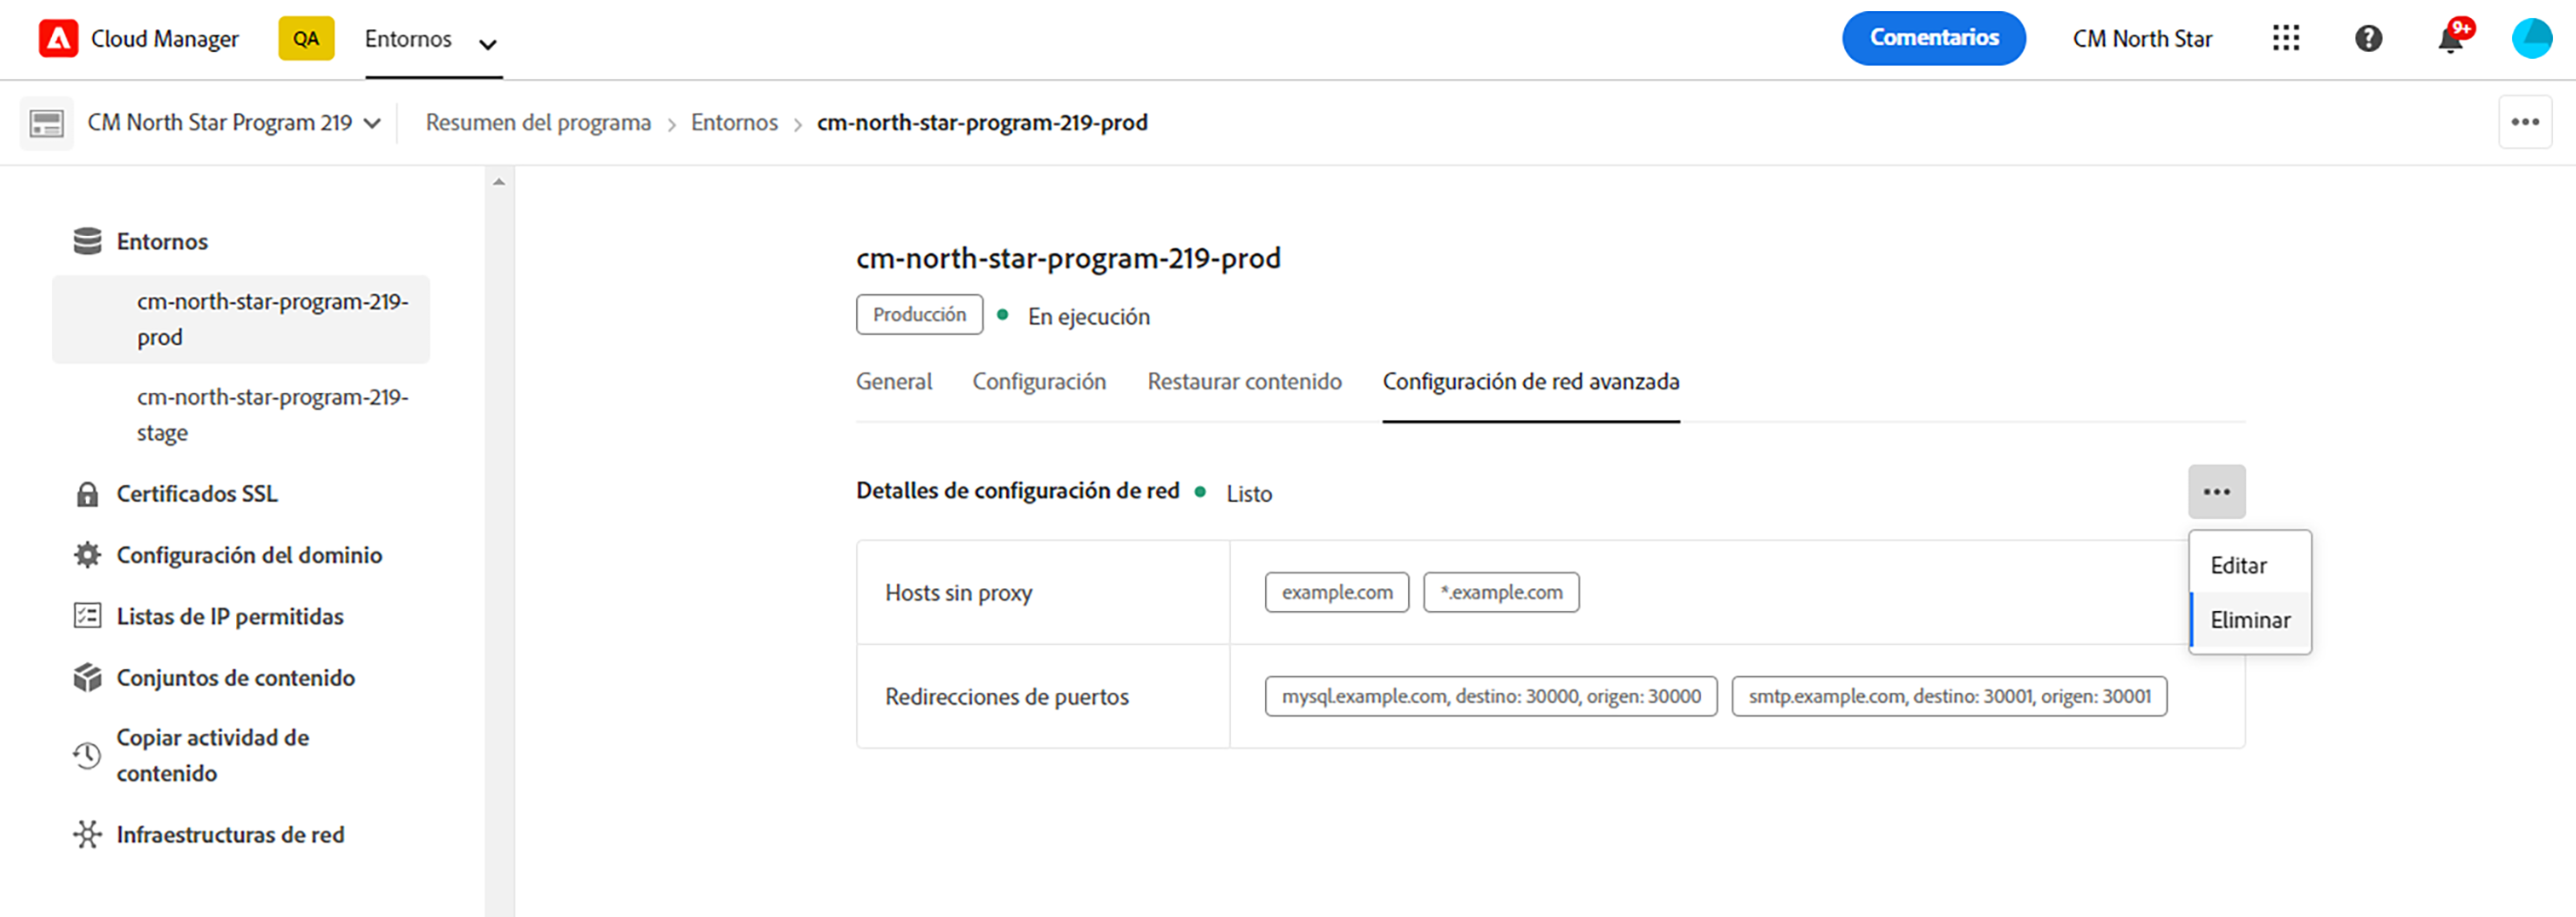 Cloud Manager
QA
Entornos
Comentarios
CM North Star
9+
CM North Star Program 219
Resumen del programa
Entornos
cm-north-star-program-219-prod
Entornos
cm-north-star-program-219-
prod
cm-north-star-program-219-
stage
Certificados SSL
Configuración del dominio
Listas de IP permitidas
Conjuntos de contenido
Copiar actividad de
contenido
Infraestructuras de red
cm-north-star-program-219-prod
Producción
En ejecución
General
Configuración
Restaurar contenido
Configuración de red avanzada
Detalles de configuración de red
Listo
Editar
Eliminar
Hosts sin proxy
example.com
*.example.com
Redirecciones de puertos
mysql.example.com, destino: 30000, origen: 30000
smtp.example.com, destino: 30001, origen: 30001